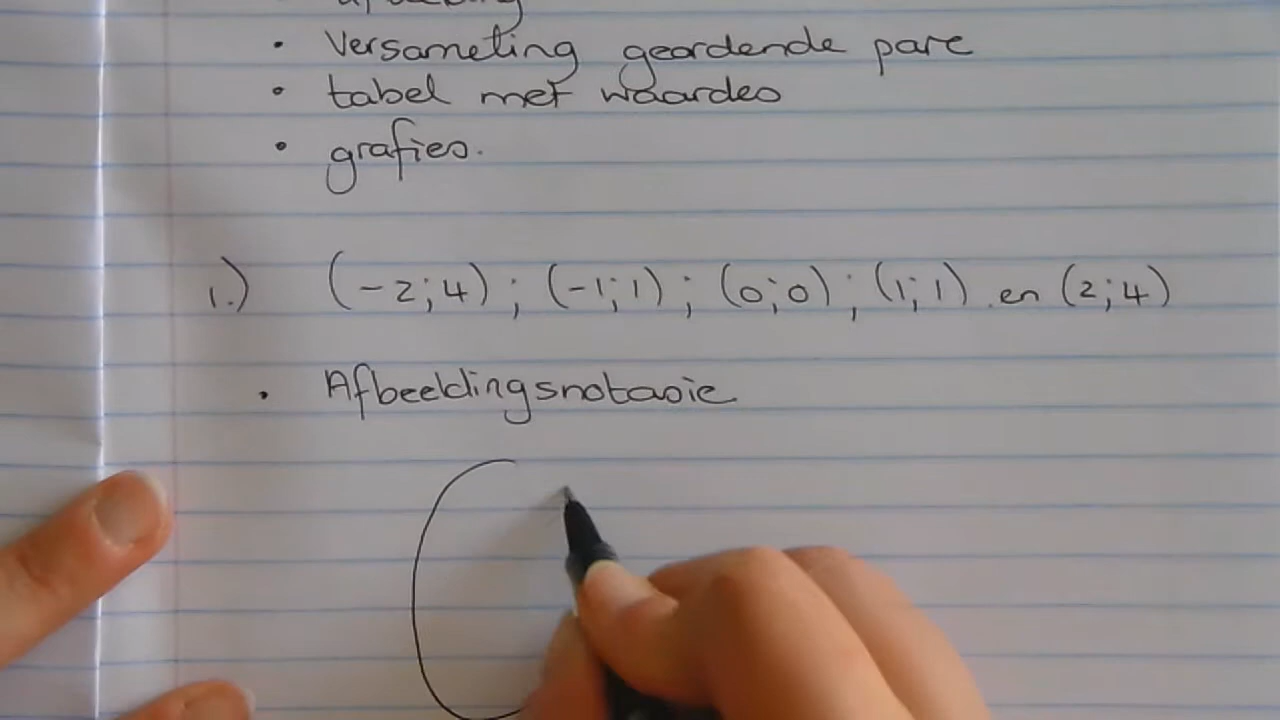 • Versameling geordende pare
• tabel met waardes
• grafies.
1.) (-2;4) ; (-1;1) ; (0;0) ; (1;1) en (2;4)
• Afbeeldingsnotasie